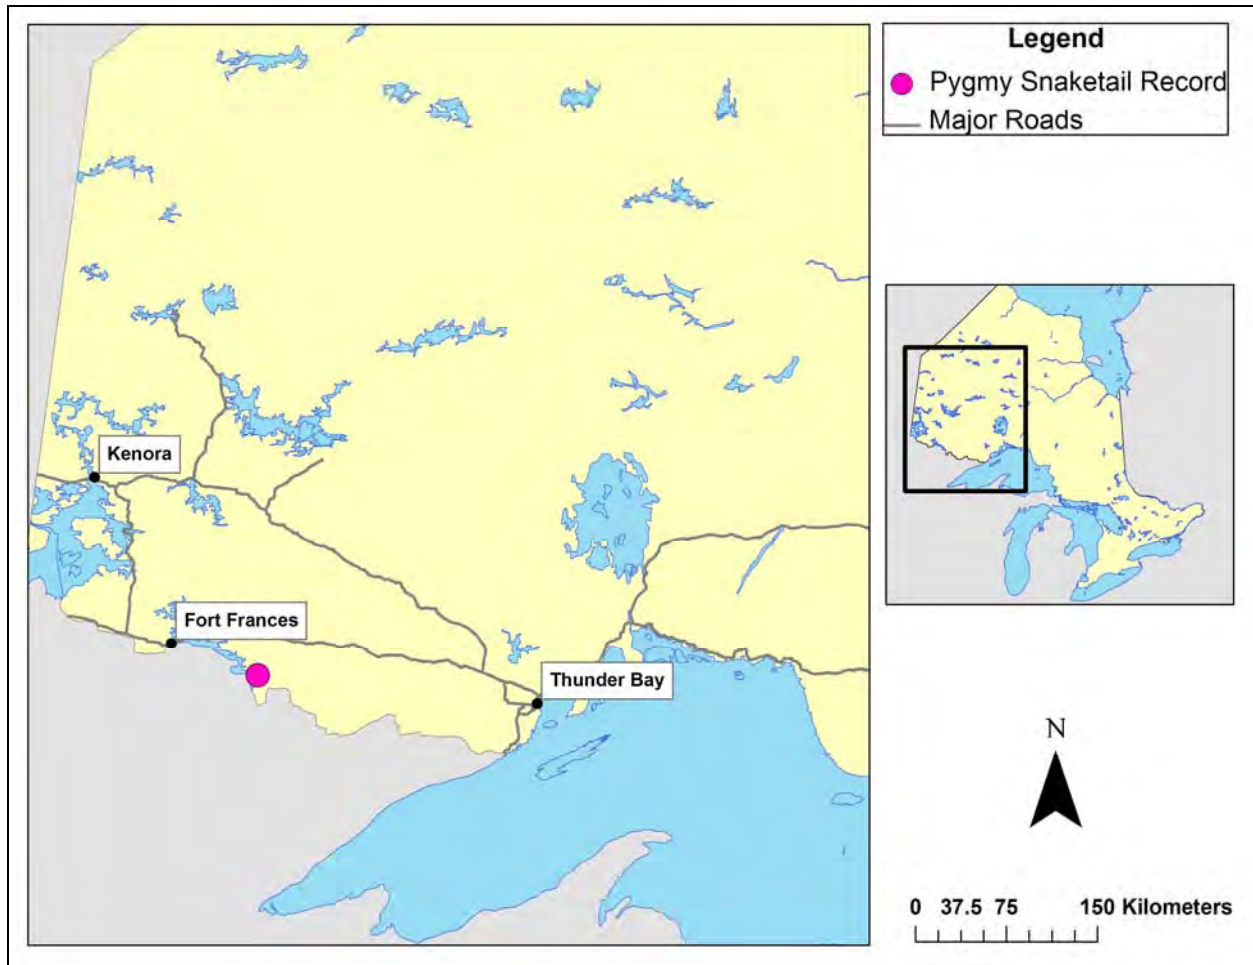 Legend
Pygmy Snaketail Record
Major Roads
Kenora
Fort Frances
Thunder Bay
N
0 37.5 75 150 Kilometers